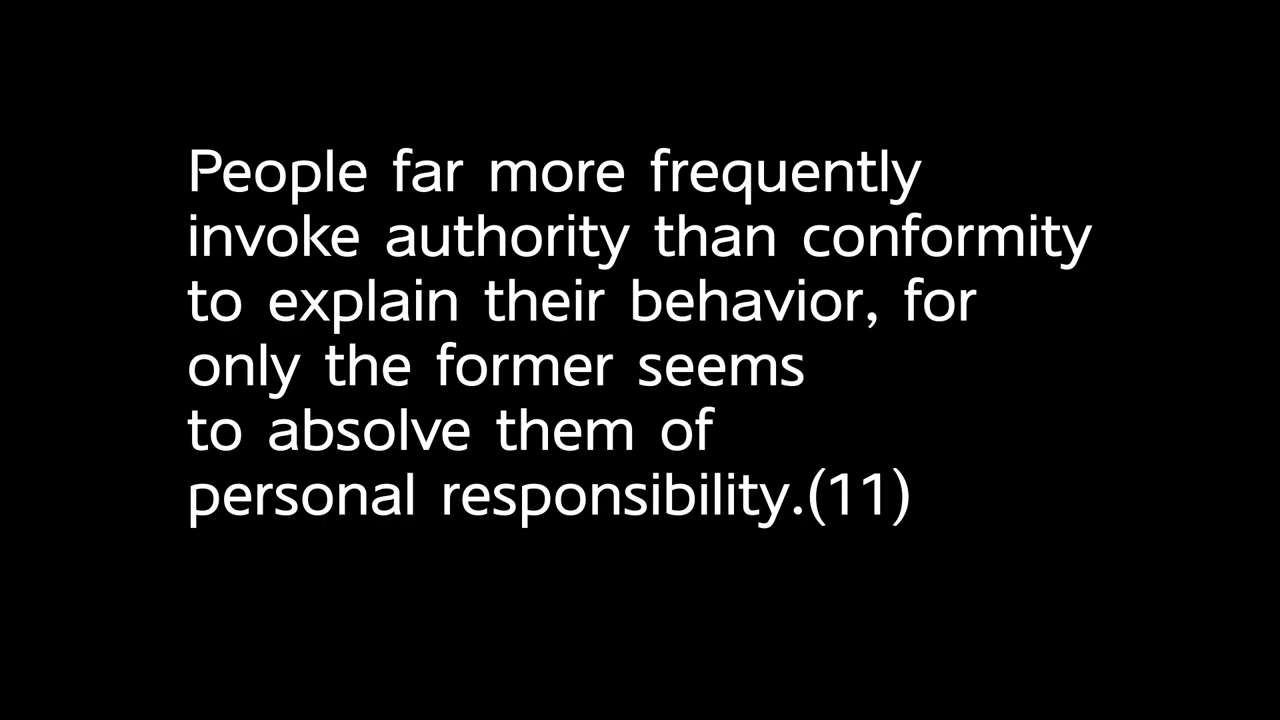 People far more frequently
invoke authority than conformity
to explain their behavior, for
only the former seems
to absolve them of
personal responsibility.(11)